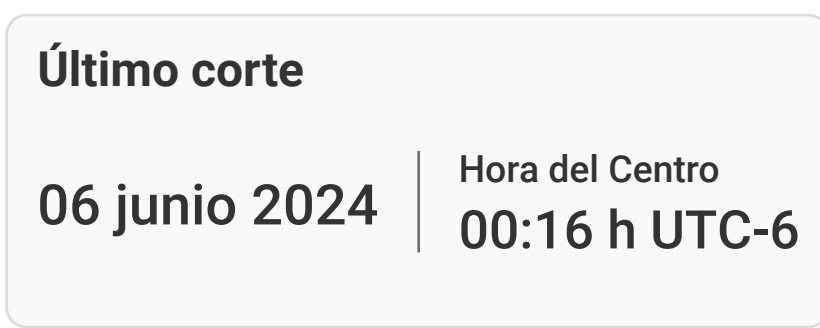 Último corte
06 junio 2024
Hora del Centro
00:16 h UTC-6